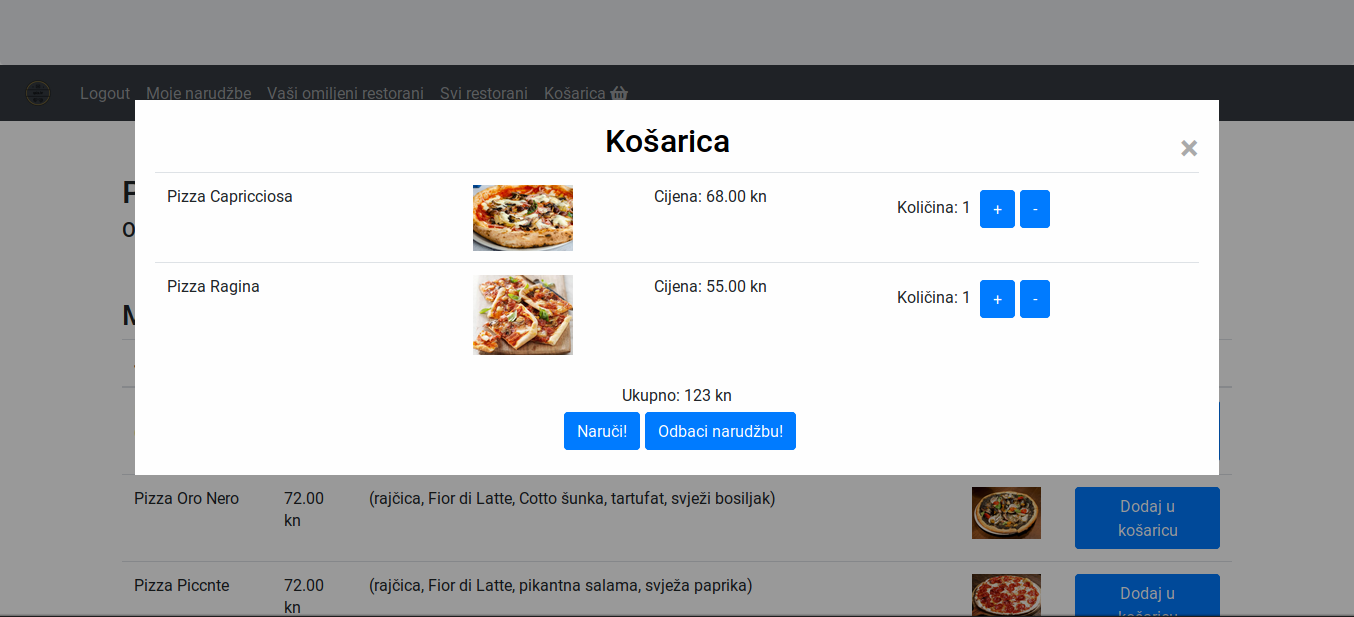 Logout Moje narudžbe Vaši omiljeni restorani Svi restorani Košarica
Košarica
×
Pizza Capricciosa Cijena: 68.00 kn Količina: 1 + -
Pizza Ragina Cijena: 55.00 kn Količina: 1 + -
Ukupno: 123 kn
Naruči! Odbaci narudžbu!
Pizza Oro Nero 72.00 kn (rajčica, Fior di Latte, Cotto šunka, tartufat, svježi bosiljak) Dodaj u košaricu
Pizza Piccnte 72.00 kn (rajčica, Fior di Latte, pikantna salama, svježa paprika) Dodaj u košaricu